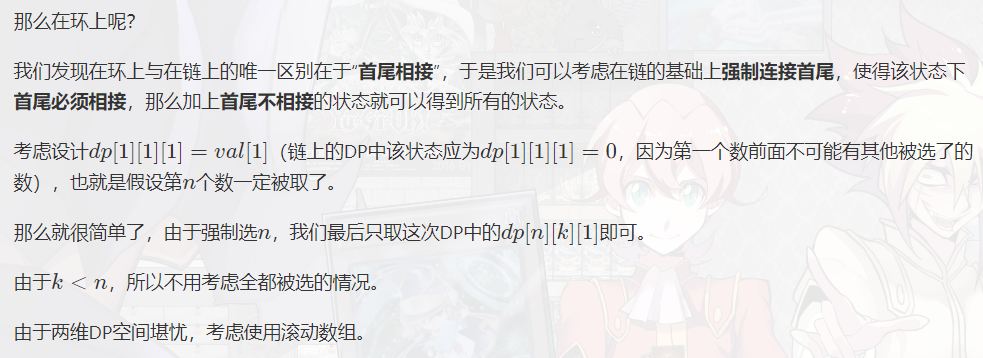 那么在环上呢?
我们发现在环上与在链上的唯一区别在于“首尾相接”，于是我们可以考虑在链的基础上强制连接首尾，使得该状态下
首尾必须相接，那么加上首尾不相接的状态就可以得到所有的状态。
考虑设计dp[1][1][1] = val[1]（链上的DP中该状态应为dp[1][1][1] = 0，因为第一个数前面不可能有其他被选了的
数），也就是假设第n个数一定被取了。
那么就很简单了，由于强制选n，我们最后只取这次DP中的dp[n][k][1]即可。
由于k < n，所以不用考虑全都被选的情况。
由于两维DP空间堪忧，考虑使用滚动数组。